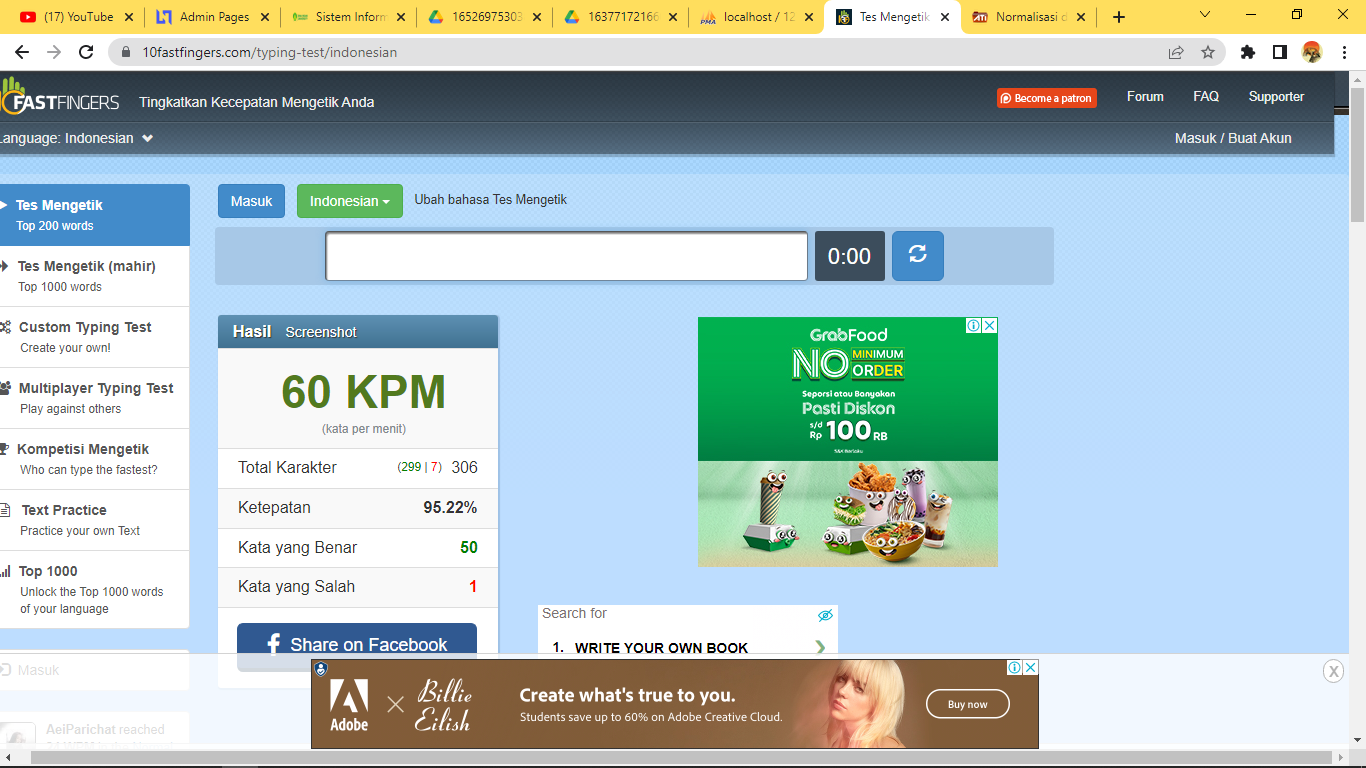 (17) YouTube
Admin Pages
Sistem Inform
16526975303
16377172166
localhost / 12
Tes Mengetik
Normalisasi d
10fastfingers.com/typing-test/indonesian
FASTFINGERS
Tingkatkan Kecepatan Mengetik Anda
Become a patron
Forum
FAQ
Supporter
Language: Indonesian
Masuk / Buat Akun
Tes Mengetik
Top 200 words
Tes Mengetik (mahir)
Top 1000 words
Custom Typing Test
Create your own!
Multiplayer Typing Test
Play against others
Kompetisi Mengetik
Who can type the fastest?
Text Practice
Practice your own Text
Top 1000
Unlock the Top 1000 words
of your language
Masuk
AeiParichat reached
Masuk
Indonesian
Ubah bahasa Tes Mengetik
0:00
Hasil Screenshot
60 KPM
(kata per menit)
Total Karakter (299 | 7) 306
Ketepatan 95.22%
Kata yang Benar 50
Kata yang Salah 1
Share on Facebook
GrabFood
NO MINIMUM
ORDER
Seporsi atau Banyakan
Pasti Diskon
s/d
Rp 100 RB
S&K Berlaku
Search for
1. WRITE YOUR OWN BOOK
Adobe
Billie
Eilish
Create what's true to you.
Students save up to 60% on Adobe Creative Cloud.
Buy now
X